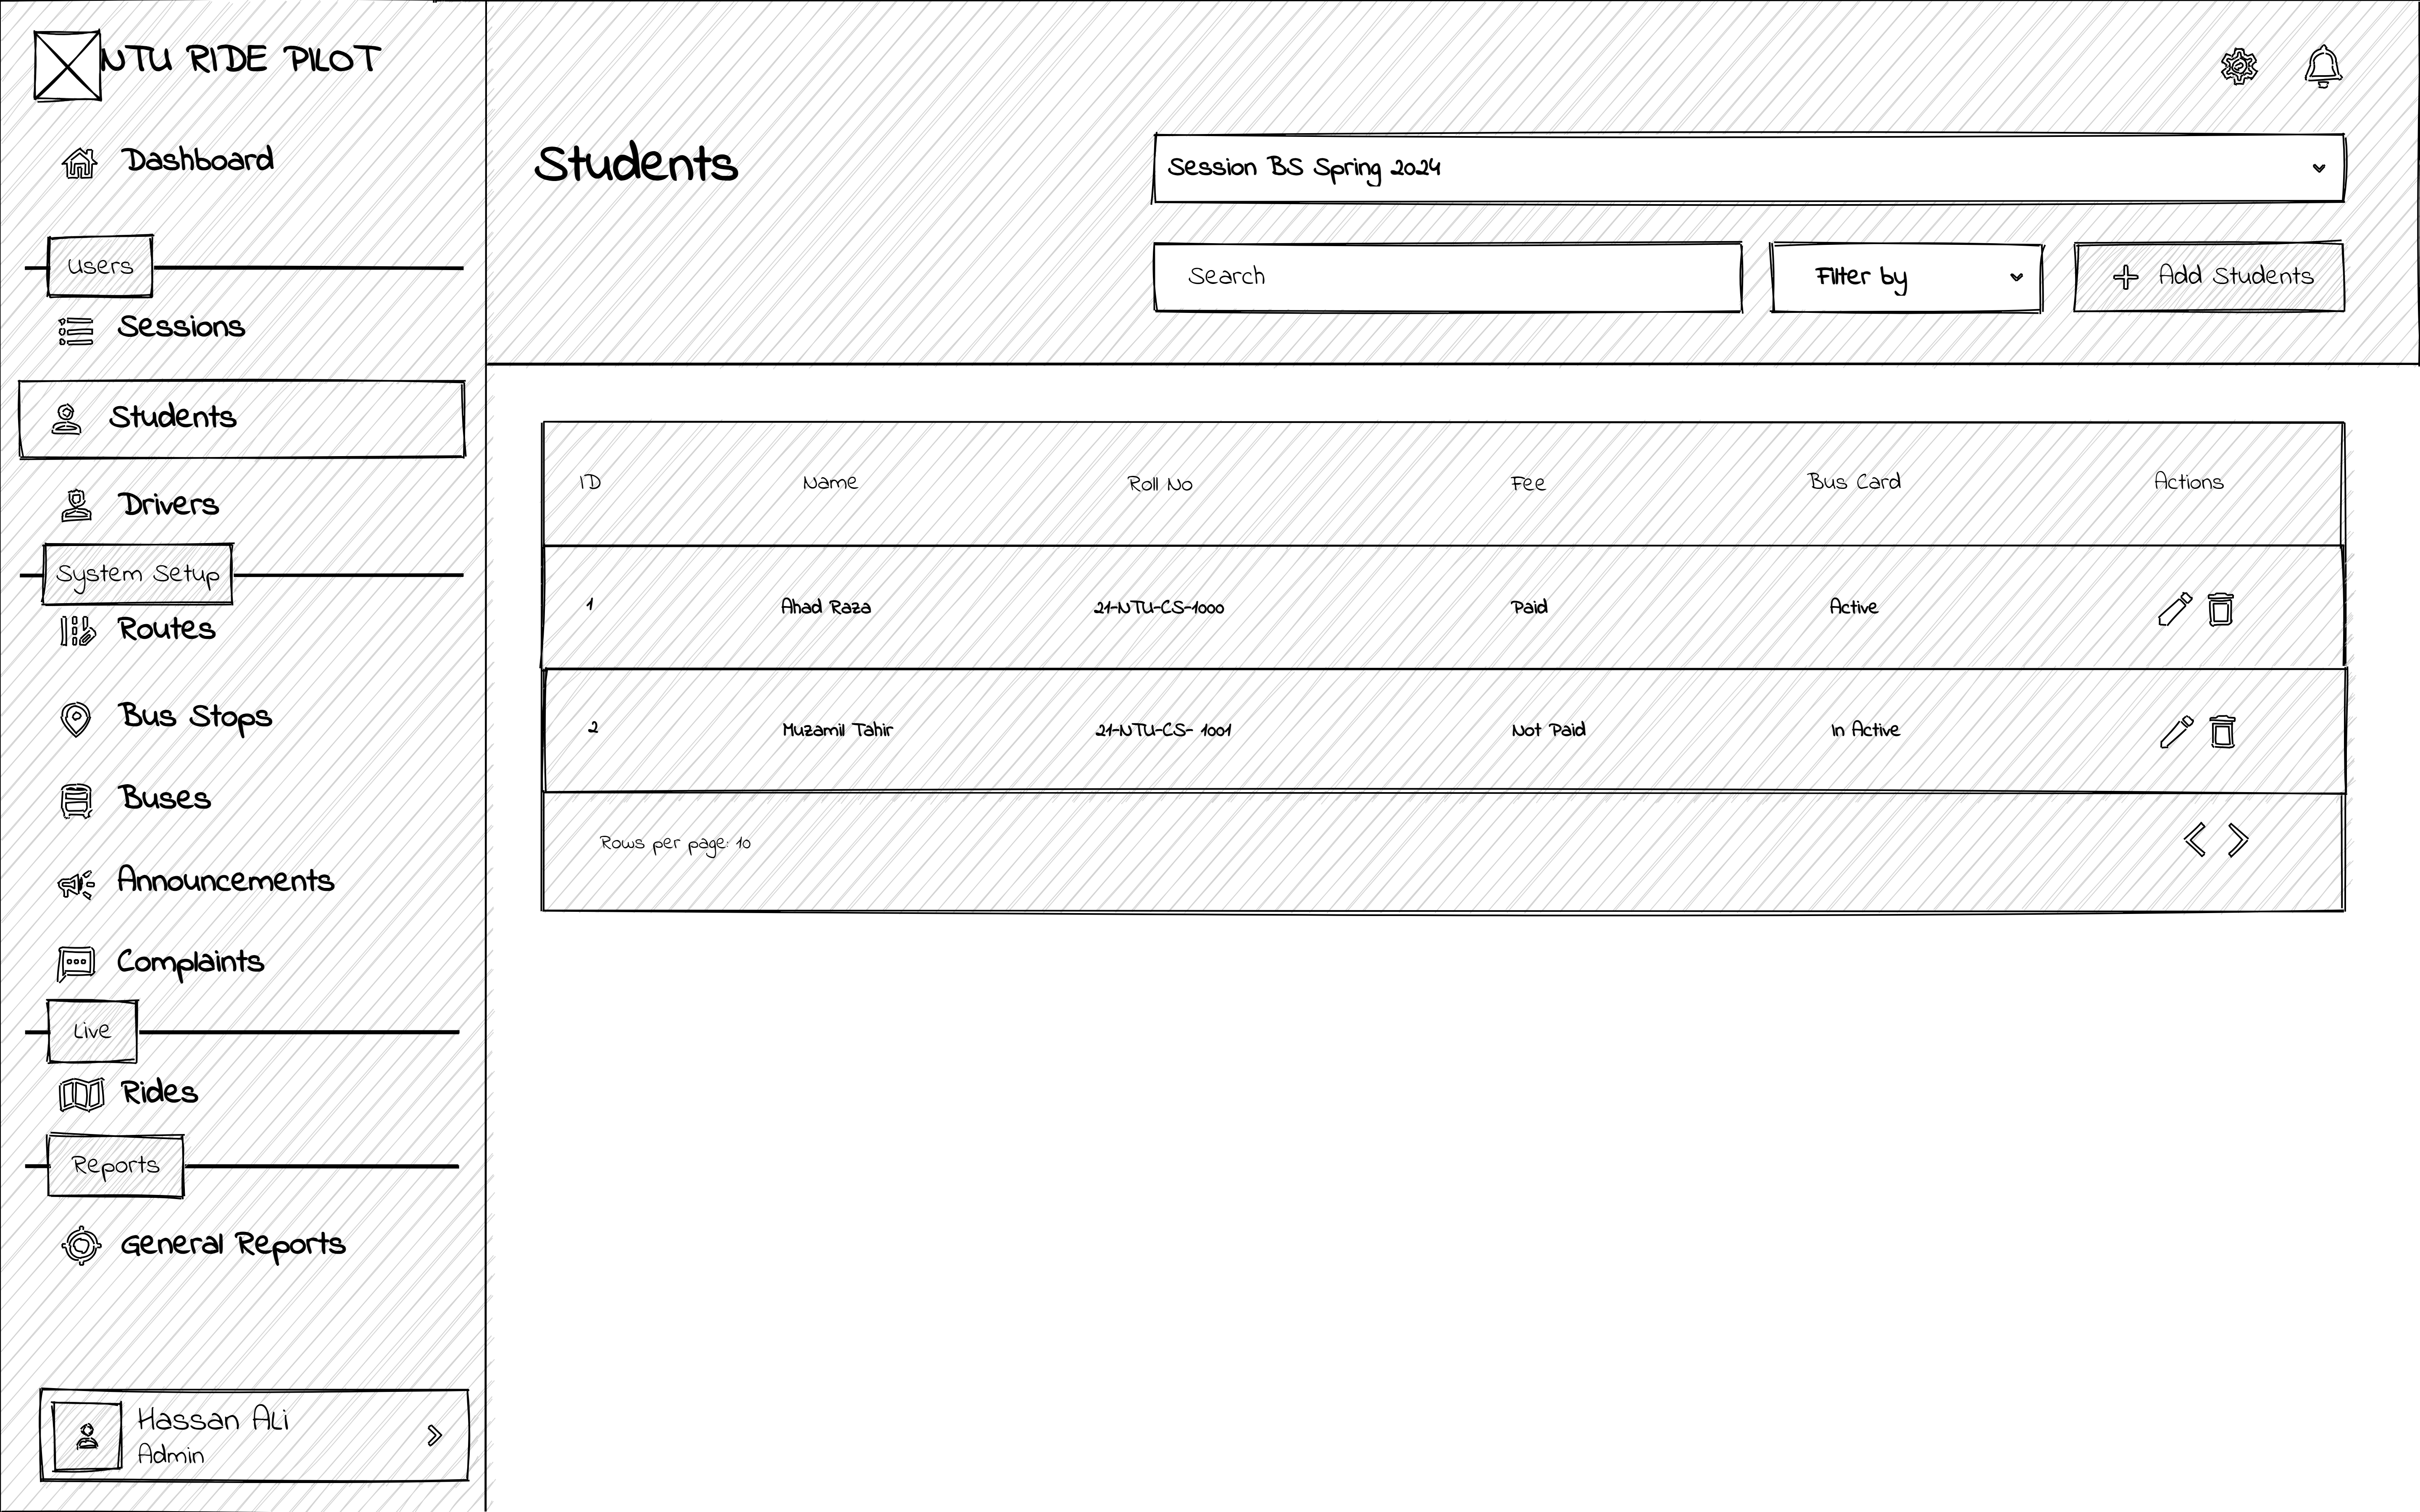 NTU RIDE PILOT
Dashboard
Users
Sessions
Students
Drivers
System Setup
Routes
Bus Stops
Buses
Announcements
Complaints
Live
Rides
Reports
General Reports
Hassan Ali
Admin
Students
Session BS Spring 2024
Search
Filter by
Add Students
ID Name Roll No Fee Bus Card Actions
1 Ahad Raza 21-NTU-CS-1000 Paid Active
2 Muzamil Tahir 21-NTU-CS- 1001 Not Paid In Active
Rows per page: 10